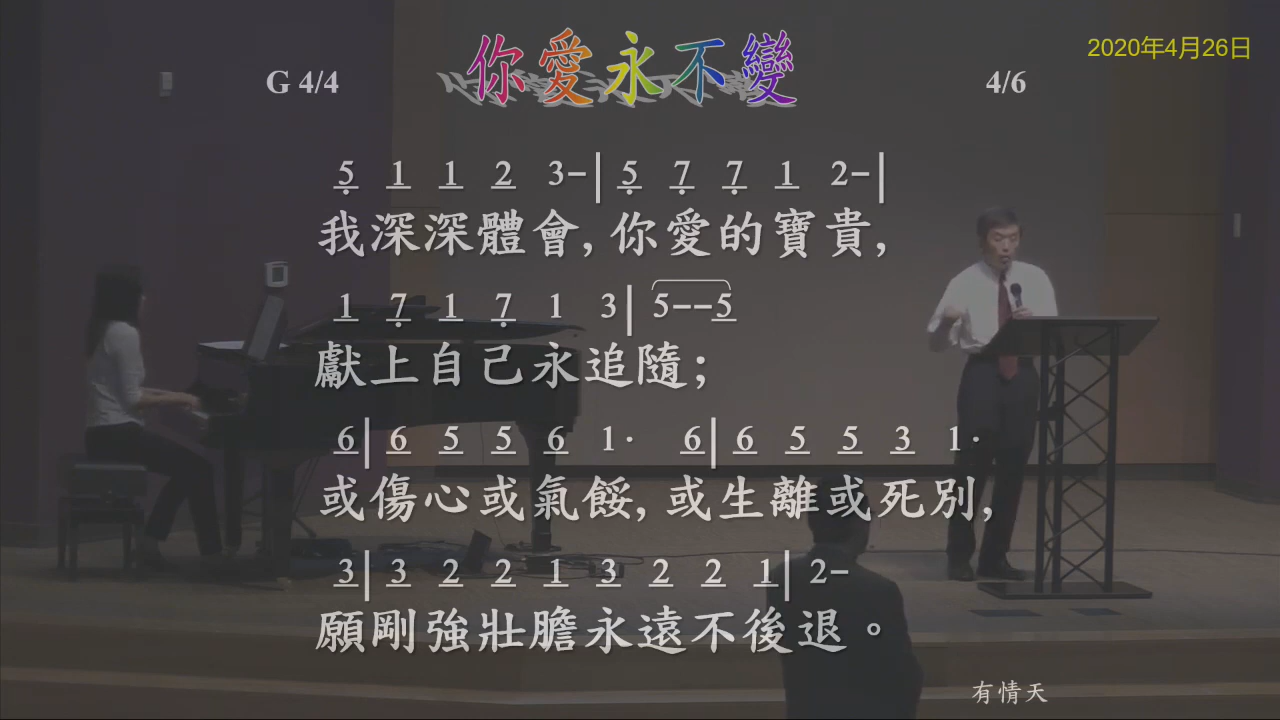 你愛永不變
2020年4月26日
G 4/4
4/6
5̣ 1 1 2 3-|5̣ 7̣ 7̣ 1 2-|
我深深體會,你愛的寶貴,
1 7̣ 1 7̣ 1 3|5--5
獻上自己永追隨;
6|6 5 5 6 1· 6|6 5 5 3 1·
或傷心或氣餒,或生離或死別,
3|3 2 2 1 3 2 2 1|2-
願剛強壯膽永遠不後退。
有情天